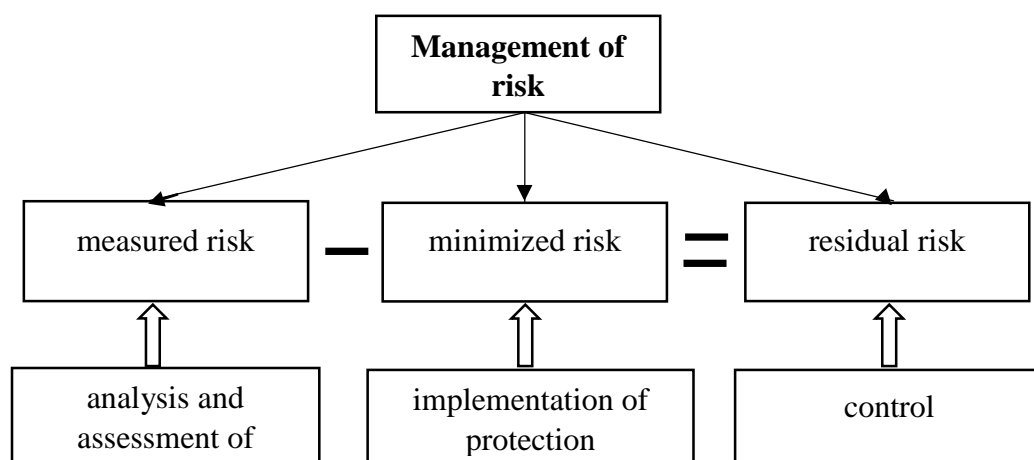 Management of
risk
measured risk
minimized risk
residual risk
analysis and
assessment of
implementation of
protection
control